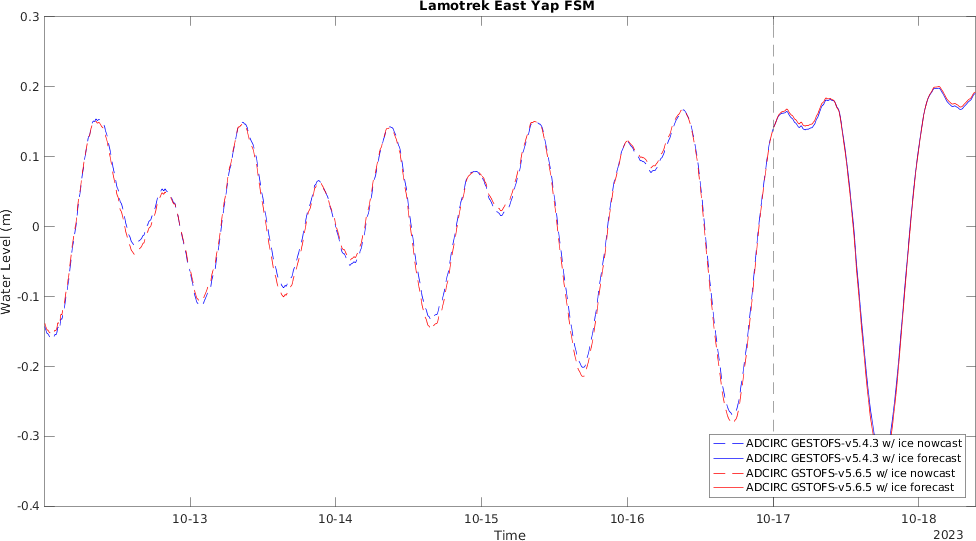 Lamotrek East Yap FSM
0.3
0.2
0.1
0
-0.1
-0.2
-0.3
-0.4
Water Level (m)
ADCIRC GESTOFS-v5.4.3 w/ ice nowcast
ADCIRC GESTOFS-v5.4.3 w/ ice forecast
ADCIRC GSTOFS-v5.6.5 w/ ice nowcast
ADCIRC GSTOFS-v5.6.5 w/ ice forecast
10-13 10-14 10-15 10-16 10-17 10-18
Time
2023